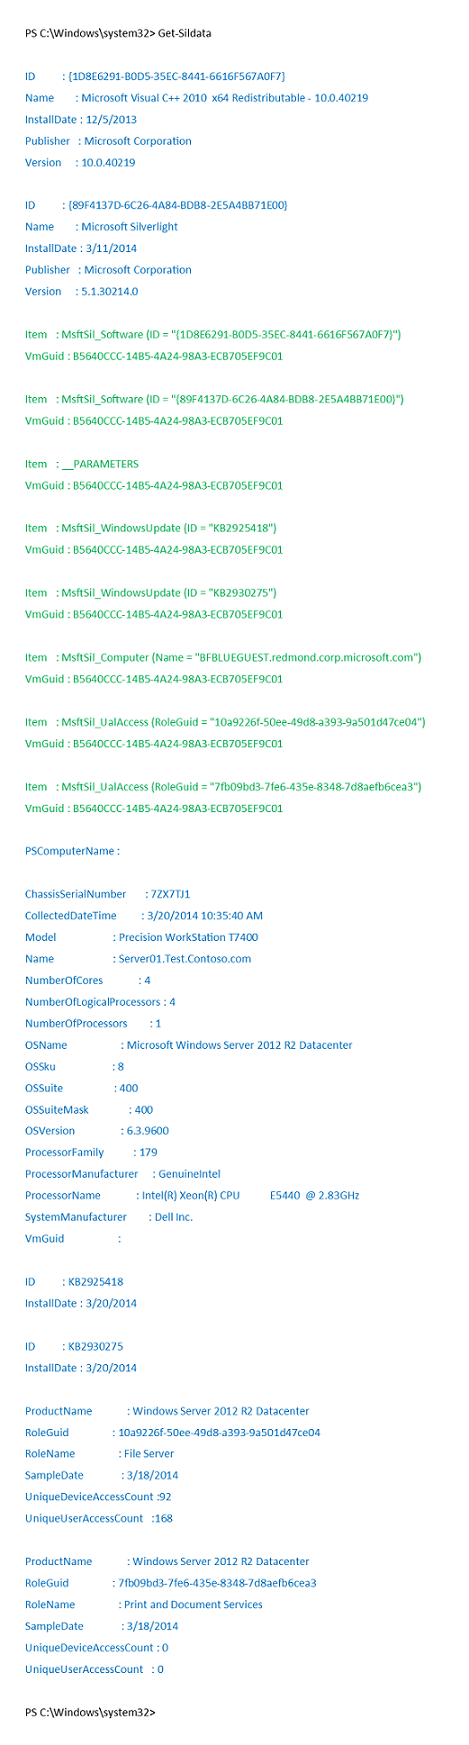 PS C:\Windows\system32> Get-Sildata
ID : {1D8E6291-B0D5-35EC-8441-6616F567A0F7}
Name : Microsoft Visual C++ 2010 x64 Redistributable - 10.0.40219
InstallDate : 12/5/2013
Publisher : Microsoft Corporation
Version : 10.0.40219
ID : {89F4137D-6C26-4A84-BDB8-2E5A4BB71E00}
Name : Microsoft Silverlight
InstallDate : 3/11/2014
Publisher : Microsoft Corporation
Version : 5.1.30214.0
Item : MsftSil_Software (ID = "{1D8E6291-B0D5-35EC-8441-6616F567A0F7}")
VmGuid : B5640CCC-14B5-4A24-98A3-ECB705EF9C01
Item : MsftSil_Software (ID = "{89F4137D-6C26-4A84-BDB8-2E5A4BB71E00}")
VmGuid : B5640CCC-14B5-4A24-98A3-ECB705EF9C01
Item : __PARAMETERS
VmGuid : B5640CCC-14B5-4A24-98A3-ECB705EF9C01
Item : MsftSil_WindowsUpdate (ID = "KB2925418")
VmGuid : B5640CCC-14B5-4A24-98A3-ECB705EF9C01
Item : MsftSil_WindowsUpdate (ID = "KB2930275")
VmGuid : B5640CCC-14B5-4A24-98A3-ECB705EF9C01
Item : MsftSil_Computer (Name = "BFBLUEGUEST.redmond.corp.microsoft.com")
VmGuid : B5640CCC-14B5-4A24-98A3-ECB705EF9C01
Item : MsftSil_UalAccess (RoleGuid = "10a9226f-50ee-49d8-a393-9a501d47ce04")
VmGuid : B5640CCC-14B5-4A24-98A3-ECB705EF9C01
Item : MsftSil_UalAccess (RoleGuid = "7fb09bd3-7fe6-435e-8348-7d8aefb6cea3")
VmGuid : B5640CCC-14B5-4A24-98A3-ECB705EF9C01
PSComputerName :
ChassisSerialNumber : 7ZX7TJ1
CollectedDateTime : 3/20/2014 10:35:40 AM
Model : Precision WorkStation T7400
Name : Server01.Test.Contoso.com
NumberOfCores : 4
NumberOfLogicalProcessors : 4
NumberOfProcessors : 1
OSName : Microsoft Windows Server 2012 R2 Datacenter
OSSku : 8
OSSuite : 400
OSSuiteMask : 400
OSVersion : 6.3.9600
ProcessorFamily : 179
ProcessorManufacturer : GenuineIntel
ProcessorName : Intel(R) Xeon(R) CPU E5440 @ 2.83GHz
SystemManufacturer : Dell Inc.
VmGuid :
ID : KB2925418
InstallDate : 3/20/2014
ID : KB2930275
InstallDate : 3/20/2014
ProductName : Windows Server 2012 R2 Datacenter
RoleGuid : 10a9226f-50ee-49d8-a393-9a501d47ce04
RoleName : File Server
SampleDate : 3/18/2014
UniqueDeviceAccessCount :92
UniqueUserAccessCount :168
ProductName : Windows Server 2012 R2 Datacenter
RoleGuid : 7fb09bd3-7fe6-435e-8348-7d8aefb6cea3
RoleName : Print and Document Services
SampleDate : 3/18/2014
UniqueDeviceAccessCount : 0
UniqueUserAccessCount : 0
PS C:\Windows\system32>